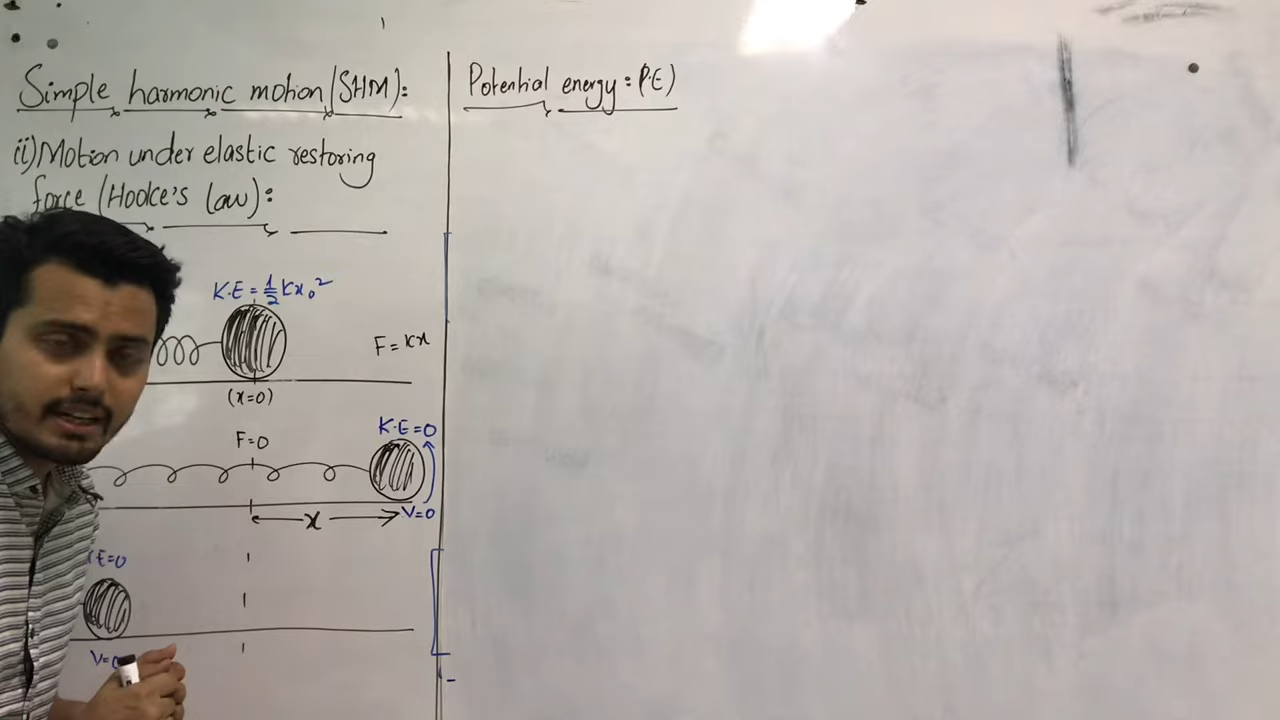 Simple harmonic motion (SHM):
ii) Motion under elastic restoring
force (Hooke's law):
K.E = 1/2 Kx₀²
F = Kx
(x=0)
F=0
K.E=0
x
V=0
E=0
Potential energy: P.E)